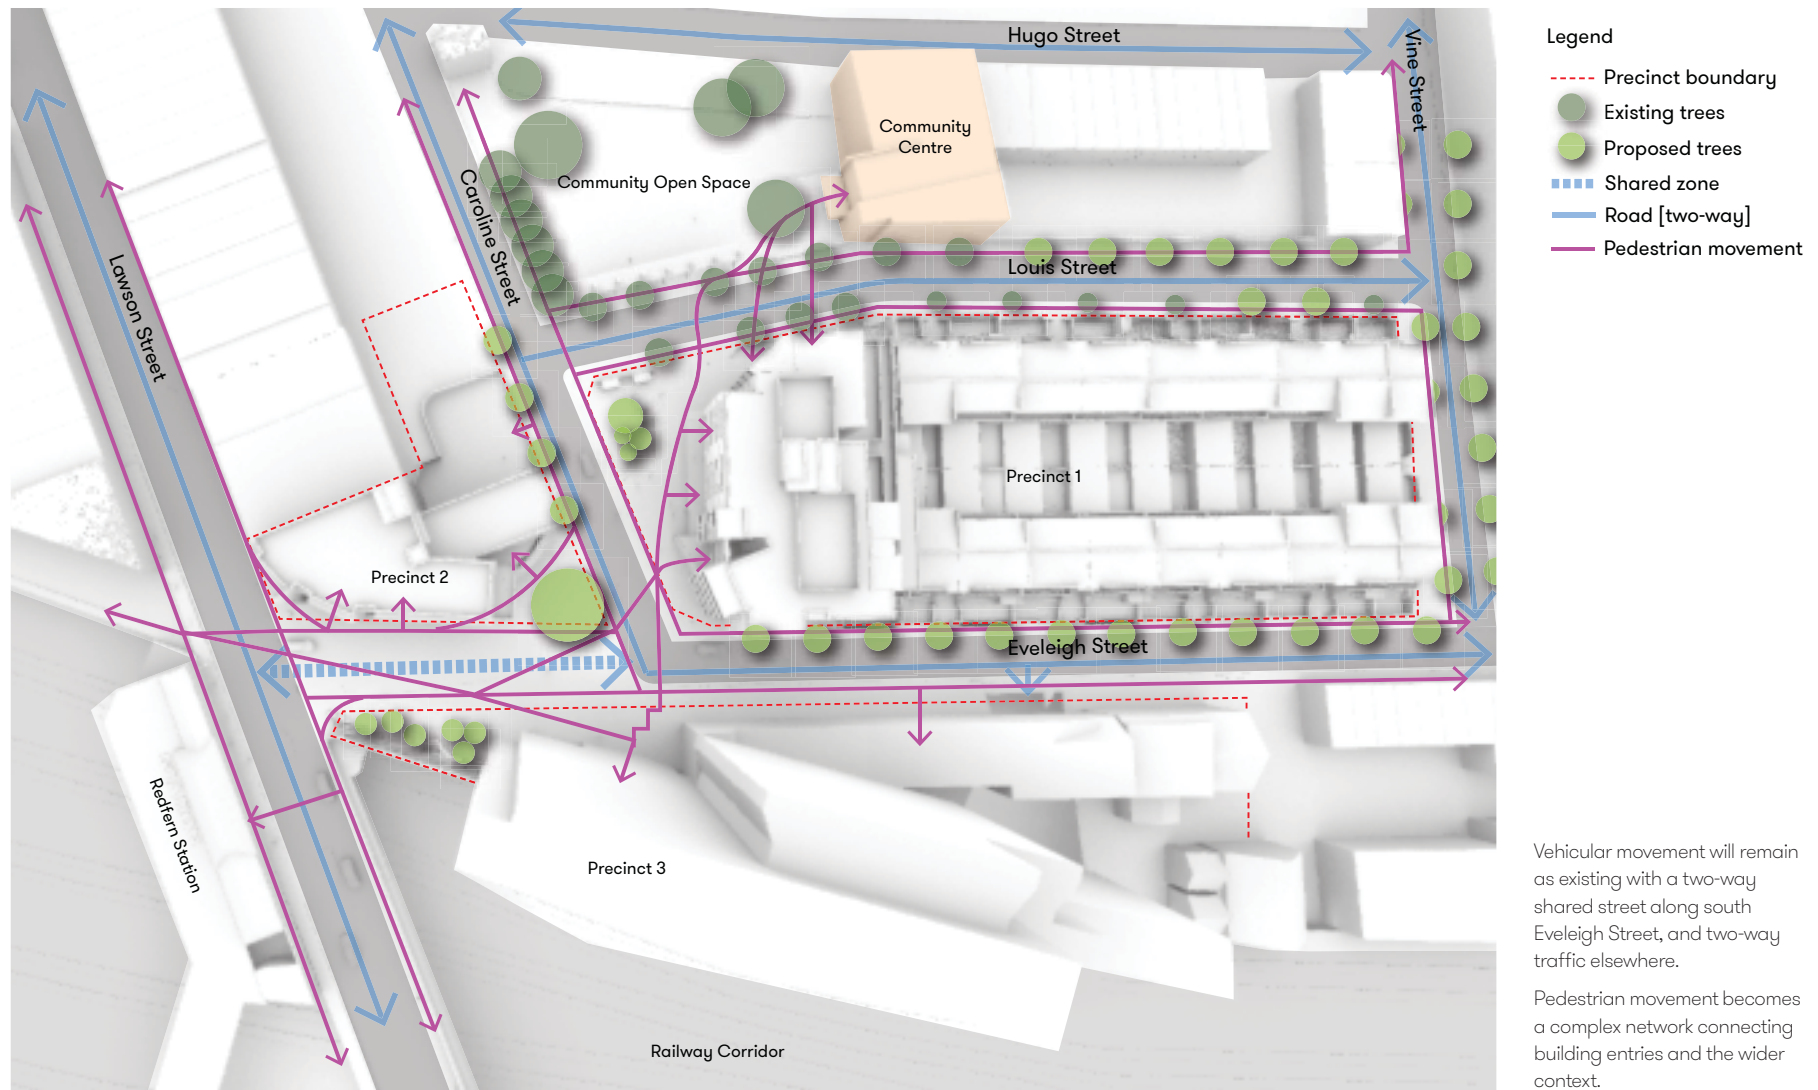 Hugo Street
Vine Street
Community
Centre
Community Open Space
Caroline Street
Louis Street
Lawson Street
Precinct 1
Precinct 2
Eveleigh Street
Redfern Station
Precinct 3
Railway Corridor
Legend
Precinct boundary
Existing trees
Proposed trees
Shared zone
Road [two-way]
Pedestrian movement
Vehicular movement will remain
as existing with a two-way
shared street along south
Eveleigh Street, and two-way
traffic elsewhere.
Pedestrian movement becomes
a complex network connecting
building entries and the wider
context.